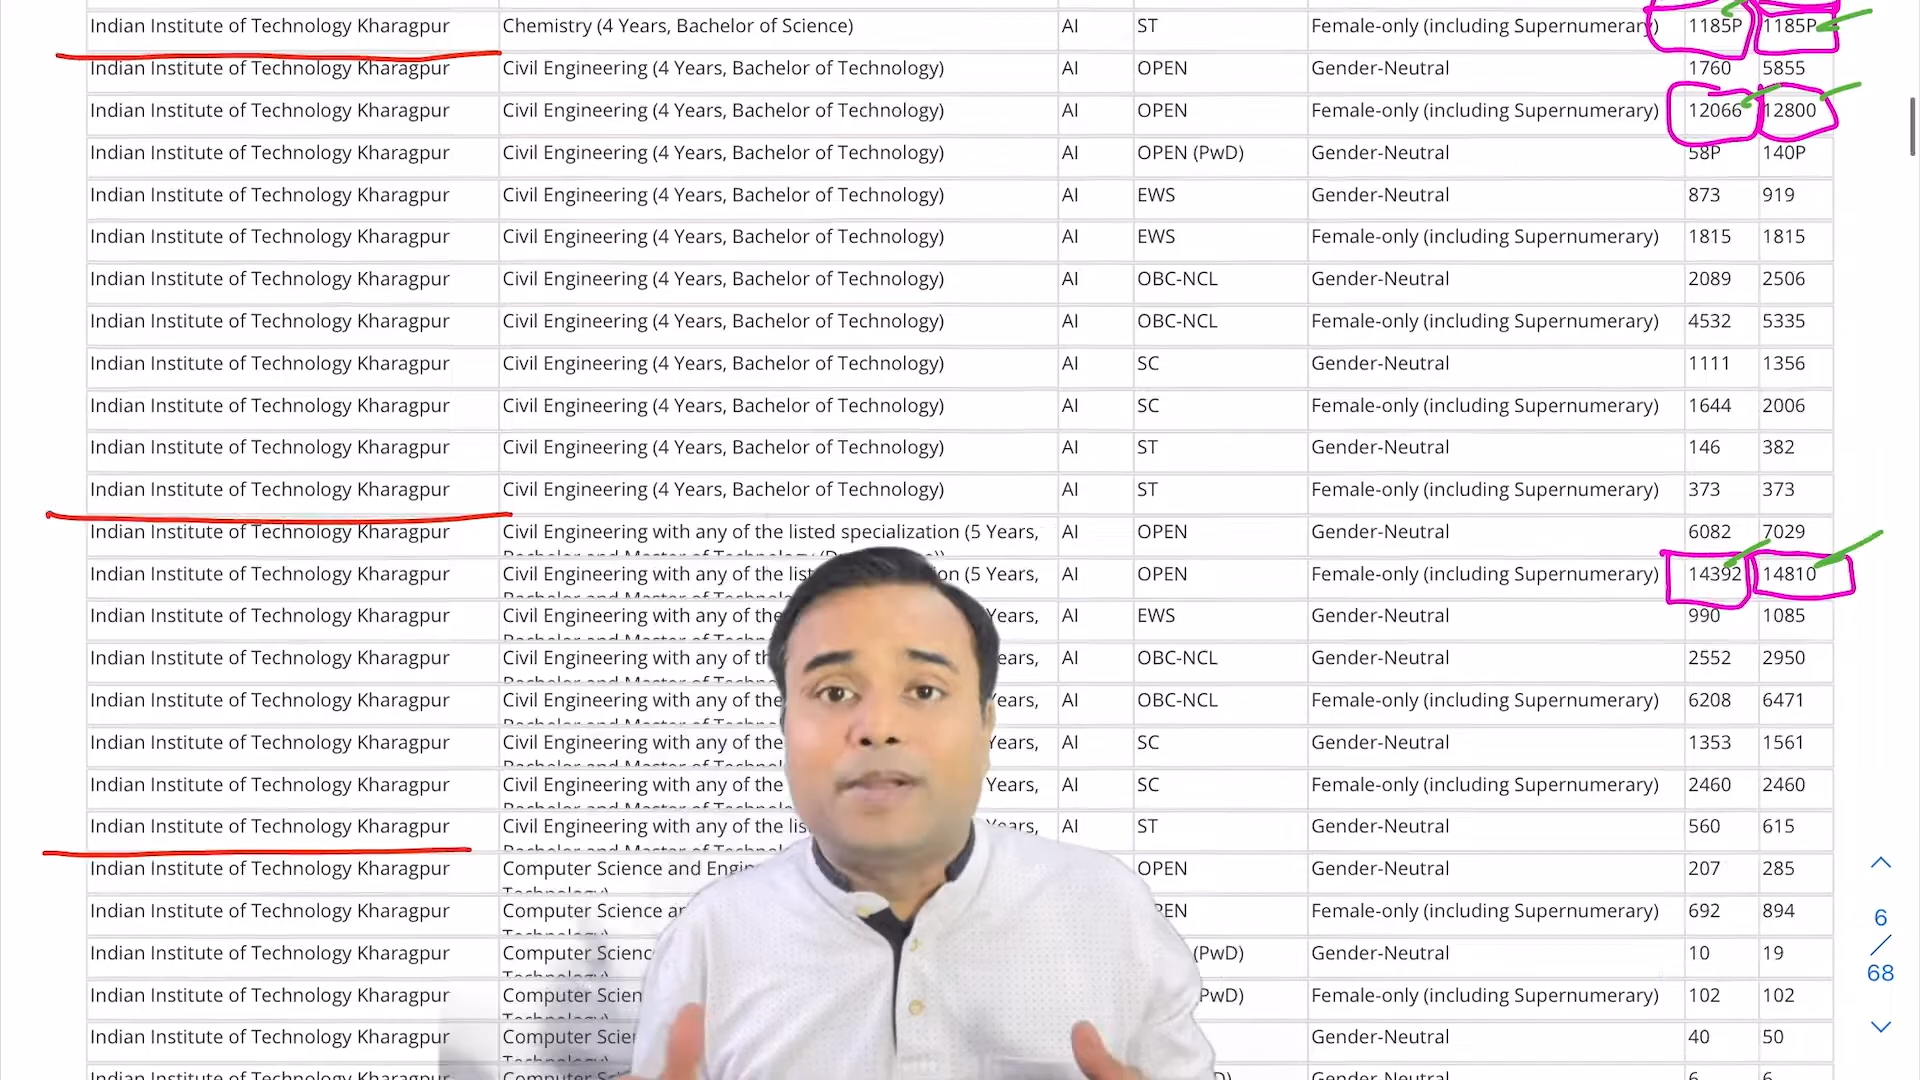 Indian Institute of Technology Kharagpur Chemistry (4 Years, Bachelor of Science) AI ST Female-only (including Supernumerary) 1185P 1185P
Indian Institute of Technology Kharagpur Civil Engineering (4 Years, Bachelor of Technology) AI OPEN Gender-Neutral 1760 5855
Indian Institute of Technology Kharagpur Civil Engineering (4 Years, Bachelor of Technology) AI OPEN Female-only (including Supernumerary) 12066 12800
Indian Institute of Technology Kharagpur Civil Engineering (4 Years, Bachelor of Technology) AI OPEN (PwD) Gender-Neutral 58P 140P
Indian Institute of Technology Kharagpur Civil Engineering (4 Years, Bachelor of Technology) AI EWS Gender-Neutral 873 919
Indian Institute of Technology Kharagpur Civil Engineering (4 Years, Bachelor of Technology) AI EWS Female-only (including Supernumerary) 1815 1815
Indian Institute of Technology Kharagpur Civil Engineering (4 Years, Bachelor of Technology) AI OBC-NCL Gender-Neutral 2089 2506
Indian Institute of Technology Kharagpur Civil Engineering (4 Years, Bachelor of Technology) AI OBC-NCL Female-only (including Supernumerary) 4532 5335
Indian Institute of Technology Kharagpur Civil Engineering (4 Years, Bachelor of Technology) AI SC Gender-Neutral 1111 1356
Indian Institute of Technology Kharagpur Civil Engineering (4 Years, Bachelor of Technology) AI SC Female-only (including Supernumerary) 1644 2006
Indian Institute of Technology Kharagpur Civil Engineering (4 Years, Bachelor of Technology) AI ST Gender-Neutral 146 382
Indian Institute of Technology Kharagpur Civil Engineering (4 Years, Bachelor of Technology) AI ST Female-only (including Supernumerary) 373 373
Indian Institute of Technology Kharagpur Civil Engineering with any of the listed specialization (5 Years, AI OPEN Gender-Neutral 6082 7029
Indian Institute of Technology Kharagpur Civil Engineering with any of the (5 Years, AI OPEN Female-only (including Supernumerary) 14392 14810
Indian Institute of Technology Kharagpur Civil Engineering with any of the Years, AI EWS Gender-Neutral 990 1085
Indian Institute of Technology Kharagpur Civil Engineering with any of Years, AI OBC-NCL Gender-Neutral 2552 2950
Indian Institute of Technology Kharagpur Civil Engineering with any of the Years, AI OBC-NCL Female-only (including Supernumerary) 6208 6471
Indian Institute of Technology Kharagpur Civil Engineering with any of the Years, AI SC Gender-Neutral 1353 1561
Indian Institute of Technology Kharagpur Civil Engineering with any of the Years, AI SC Female-only (including Supernumerary) 2460 2460
Indian Institute of Technology Kharagpur Civil Engineering with any of the Years, AI ST Gender-Neutral 560 615
Indian Institute of Technology Kharagpur Computer Science and OPEN Gender-Neutral 207 285
Indian Institute of Technology Kharagpur Computer Science Female-only (including Supernumerary) 692 894
Indian Institute of Technology Kharagpur Computer (PwD) Gender-Neutral 10 19
Indian Institute of Technology Kharagpur Computer Female-only (including Supernumerary) 102 102
Indian Institute of Technology Kharagpur Computer Gender-Neutral 40 50
6
/
68